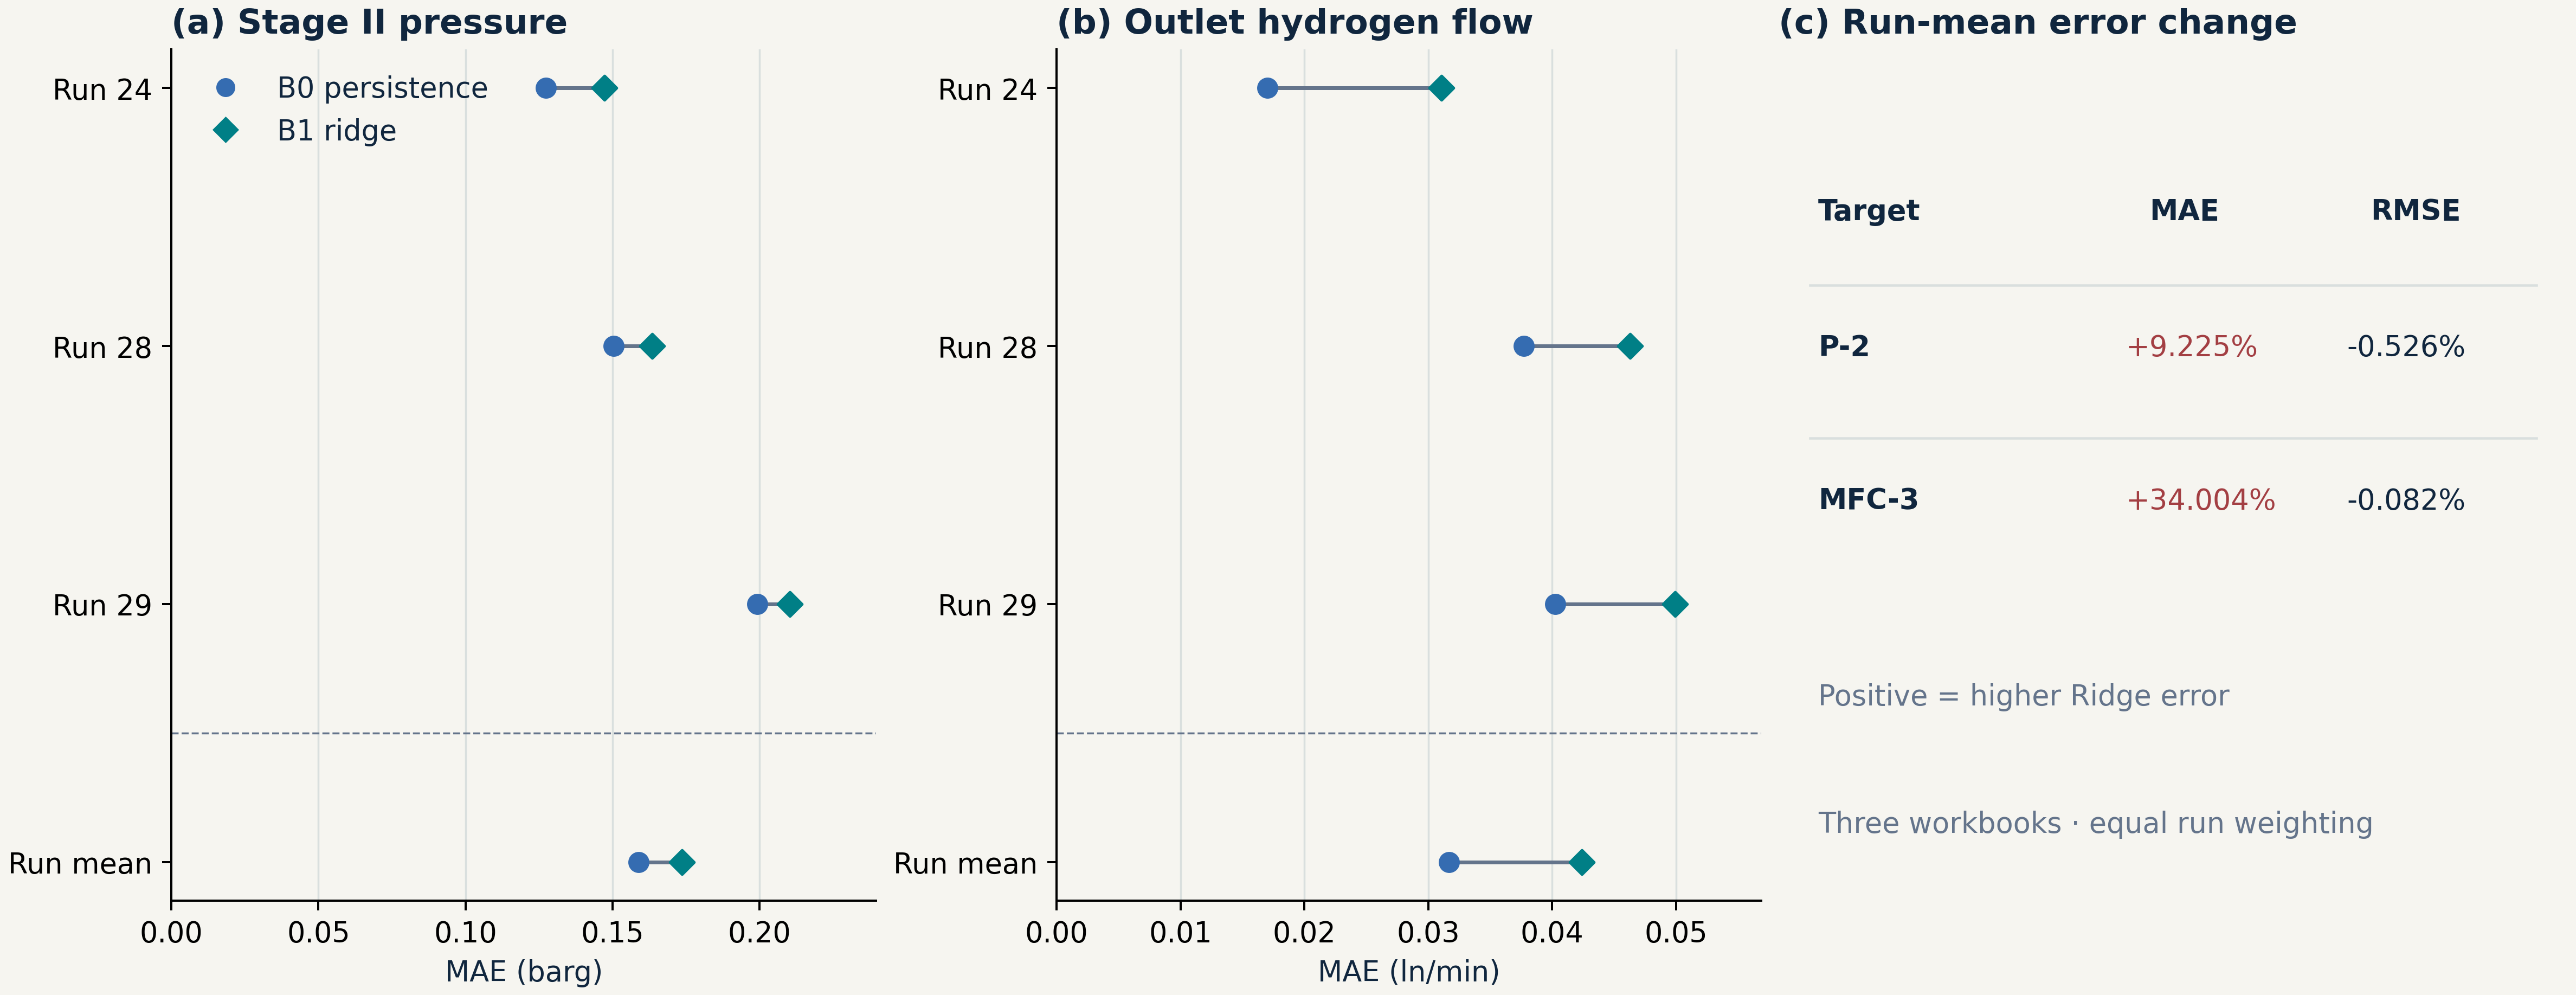 (a) Stage II pressure
B0 persistence
B1 ridge
Run 24
Run 28
Run 29
Run mean
0.00 0.05 0.10 0.15 0.20
MAE (barg)
(b) Outlet hydrogen flow
Run 24
Run 28
Run 29
Run mean
0.00 0.01 0.02 0.03 0.04 0.05
MAE (ln/min)
(c) Run-mean error change
Target MAE RMSE
P-2 +9.225% -0.526%
MFC-3 +34.004% -0.082%
Positive = higher Ridge error
Three workbooks · equal run weighting